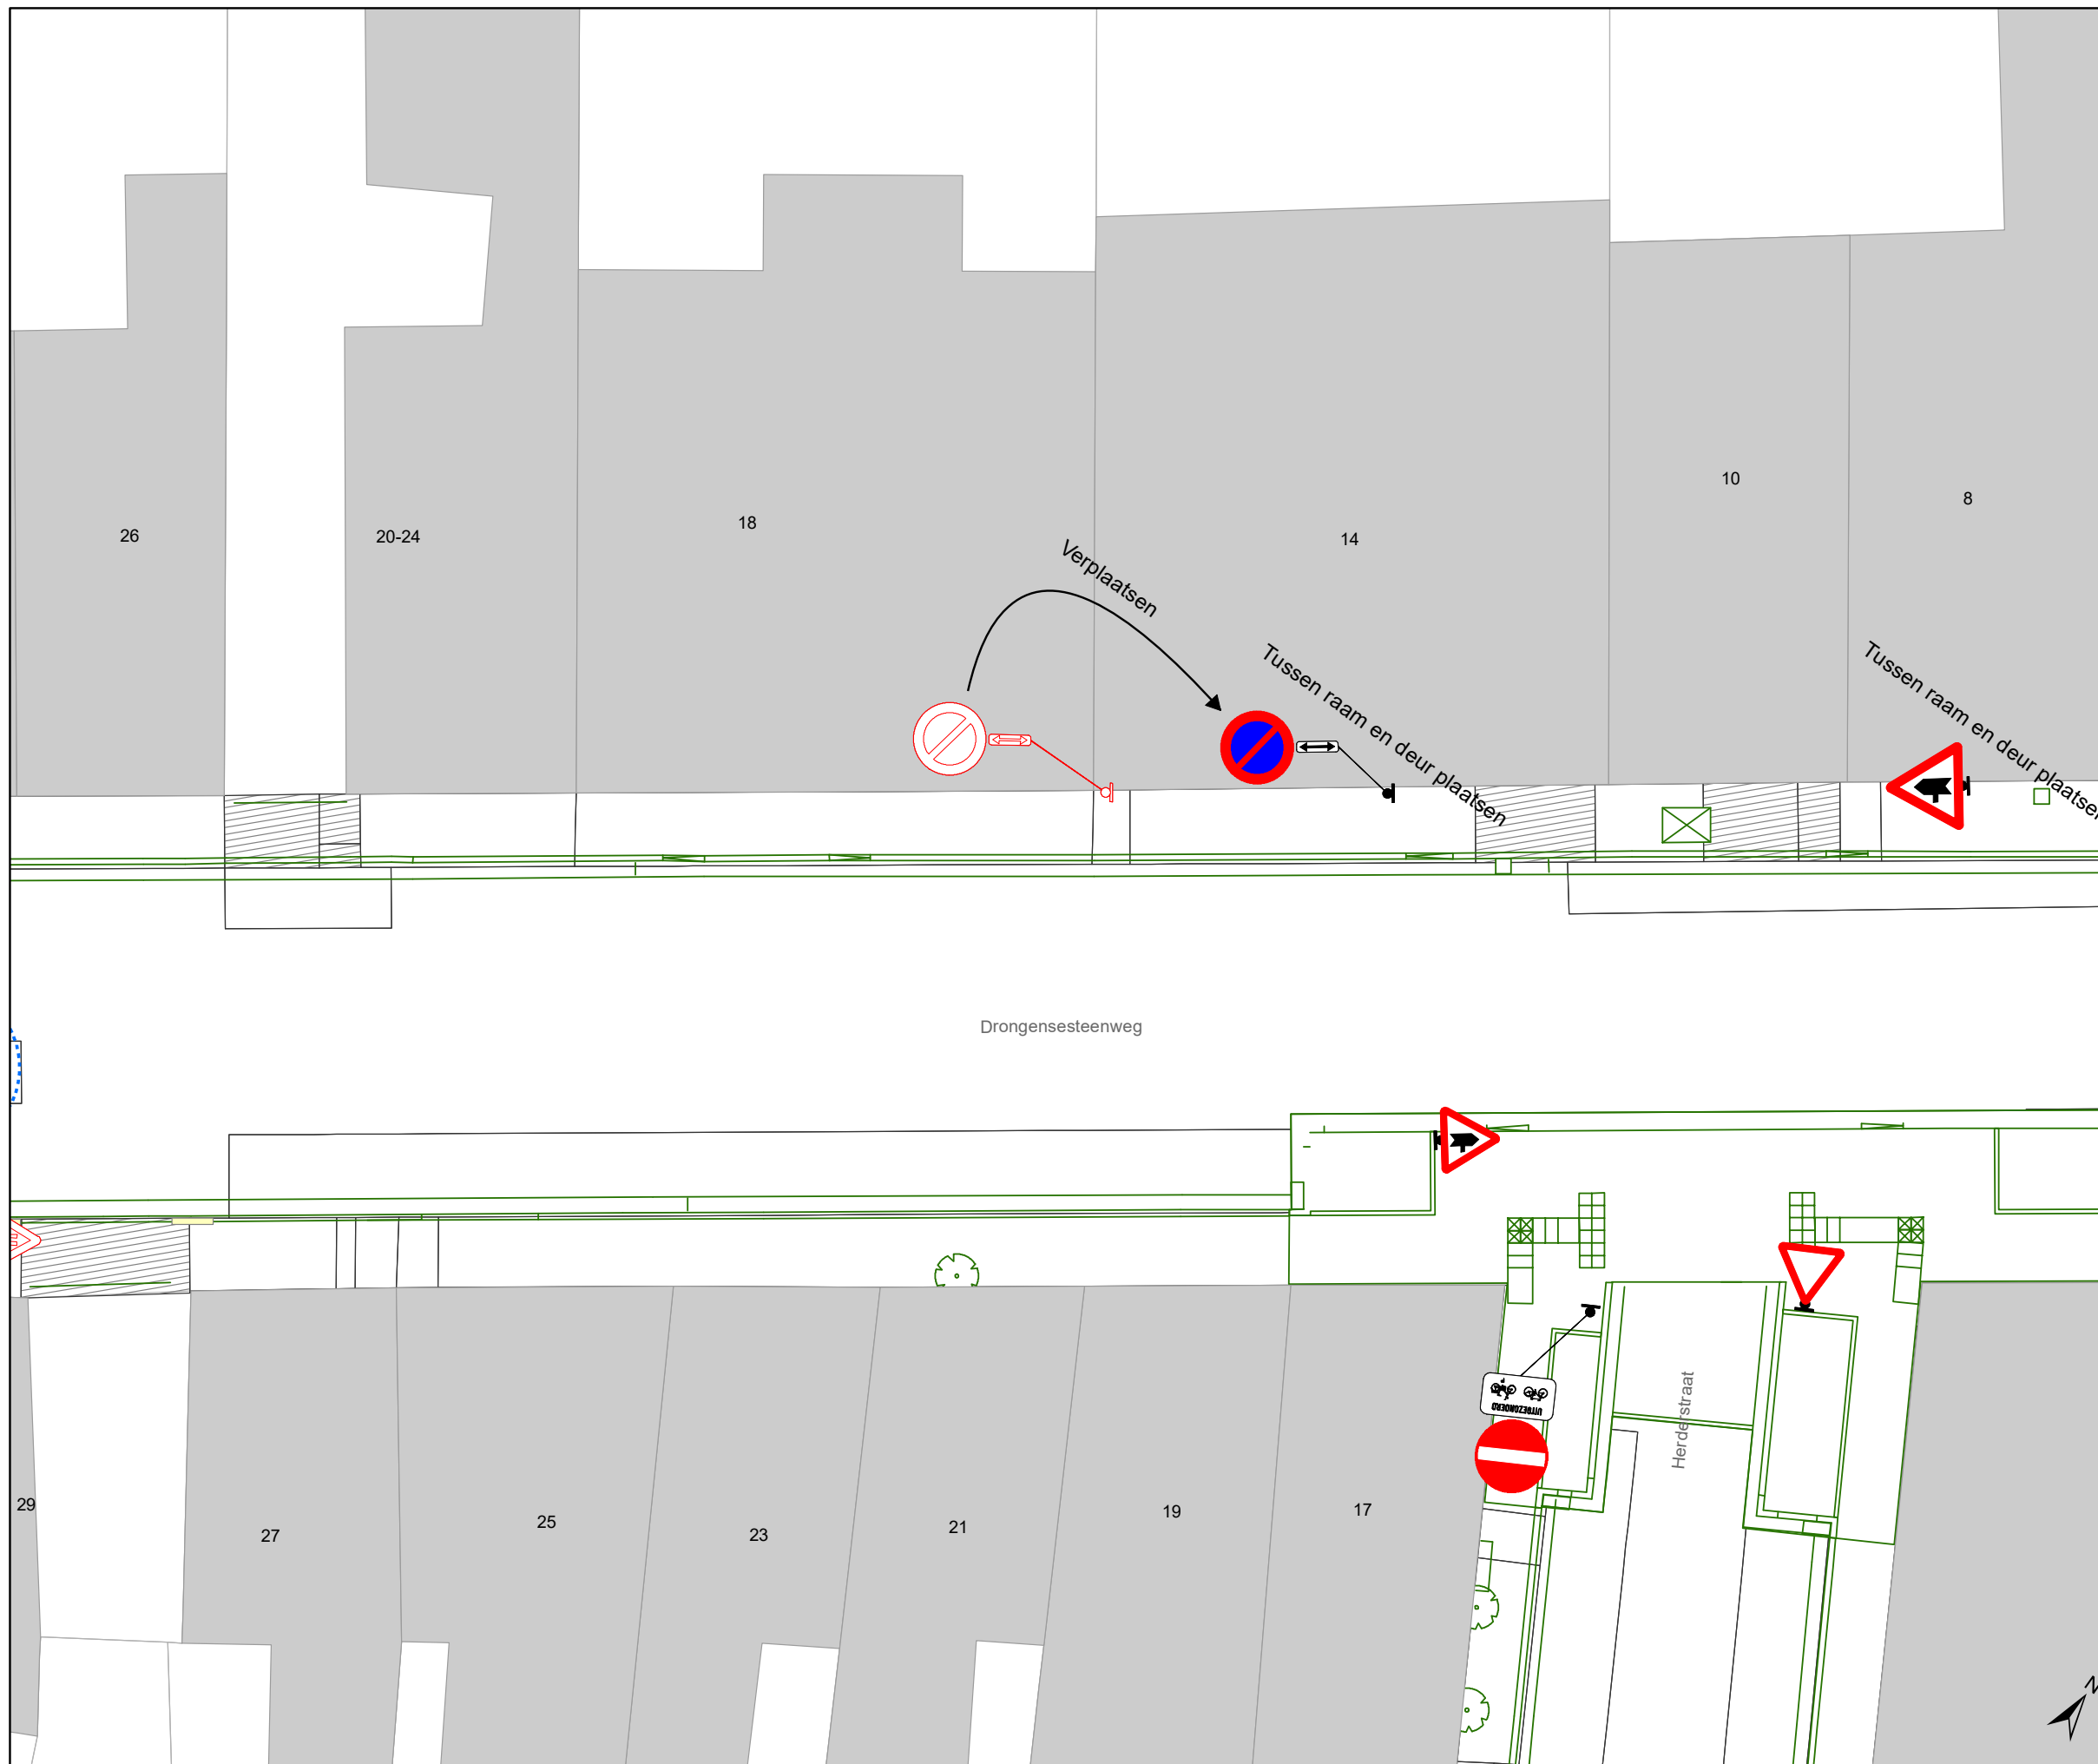 26
20-24
18
14
10
8
Verplaatsen
Tussen raam en deur plaatsen
Tussen raam en deur plaatsen
Drongensesteenweg
UITGEZONDERD
Herderstraat
29
27
25
23
21
19
17
N